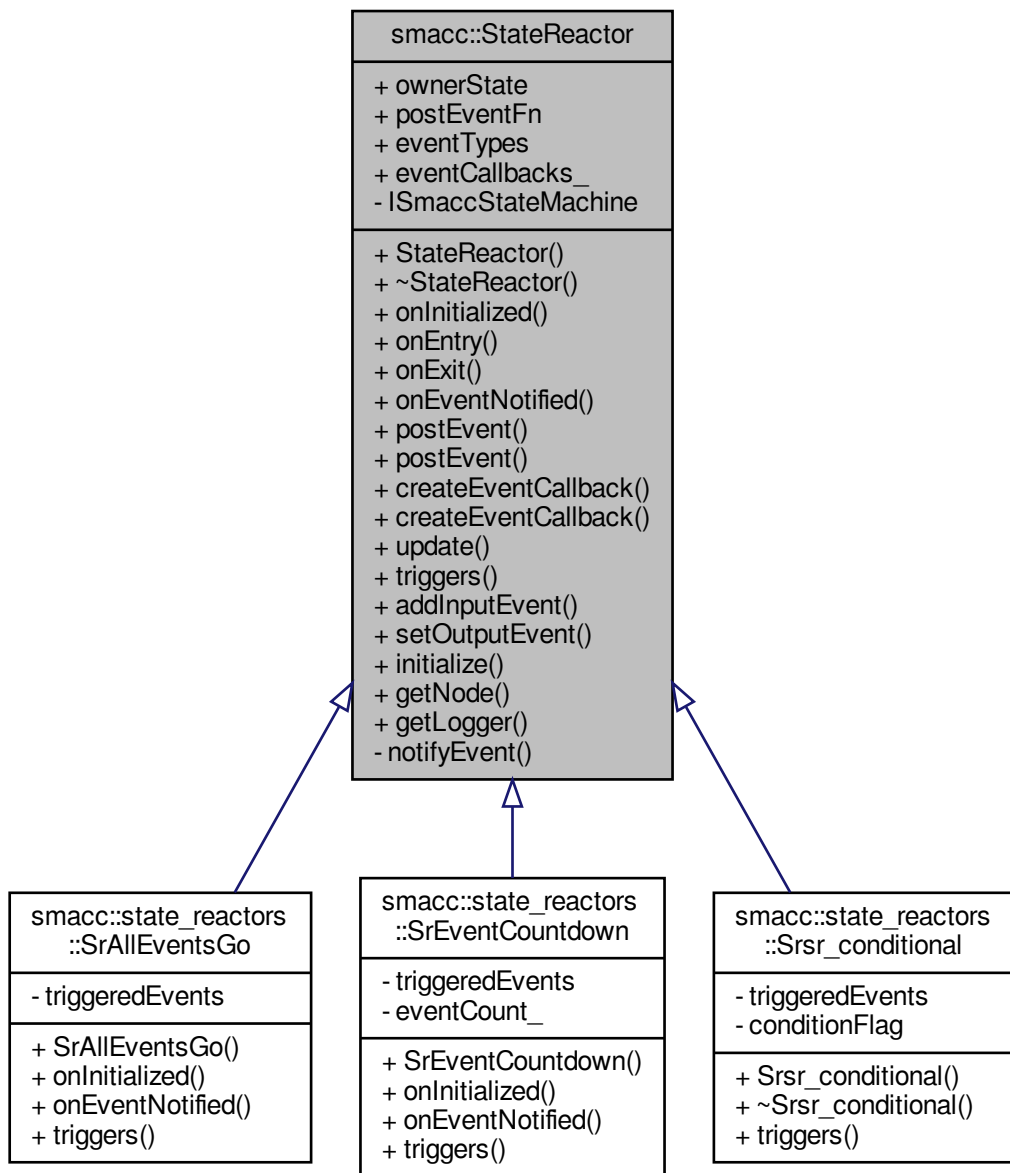 smacc::StateReactor
+ ownerState
+ postEventFn
+ eventTypes
+ eventCallbacks_
- ISmaccStateMachine
+ StateReactor()
+ ~StateReactor()
+ onInitialized()
+ onEntry()
+ onExit()
+ onEventNotified()
+ postEvent()
+ postEvent()
+ createEventCallback()
+ createEventCallback()
+ update()
+ triggers()
+ addInputEvent()
+ setOutputEvent()
+ initialize()
+ getNode()
+ getLogger()
- notifyEvent()
smacc::state_reactors
::SrAllEventsGo
- triggeredEvents
+ SrAllEventsGo()
+ onInitialized()
+ onEventNotified()
+ triggers()
smacc::state_reactors
::SrEventCountdown
- triggeredEvents
- eventCount_
+ SrEventCountdown()
+ onInitialized()
+ onEventNotified()
+ triggers()
smacc::state_reactors
::Srsr_conditional
- triggeredEvents
- conditionFlag
+ Srsr_conditional()
+ ~Srsr_conditional()
+ triggers()